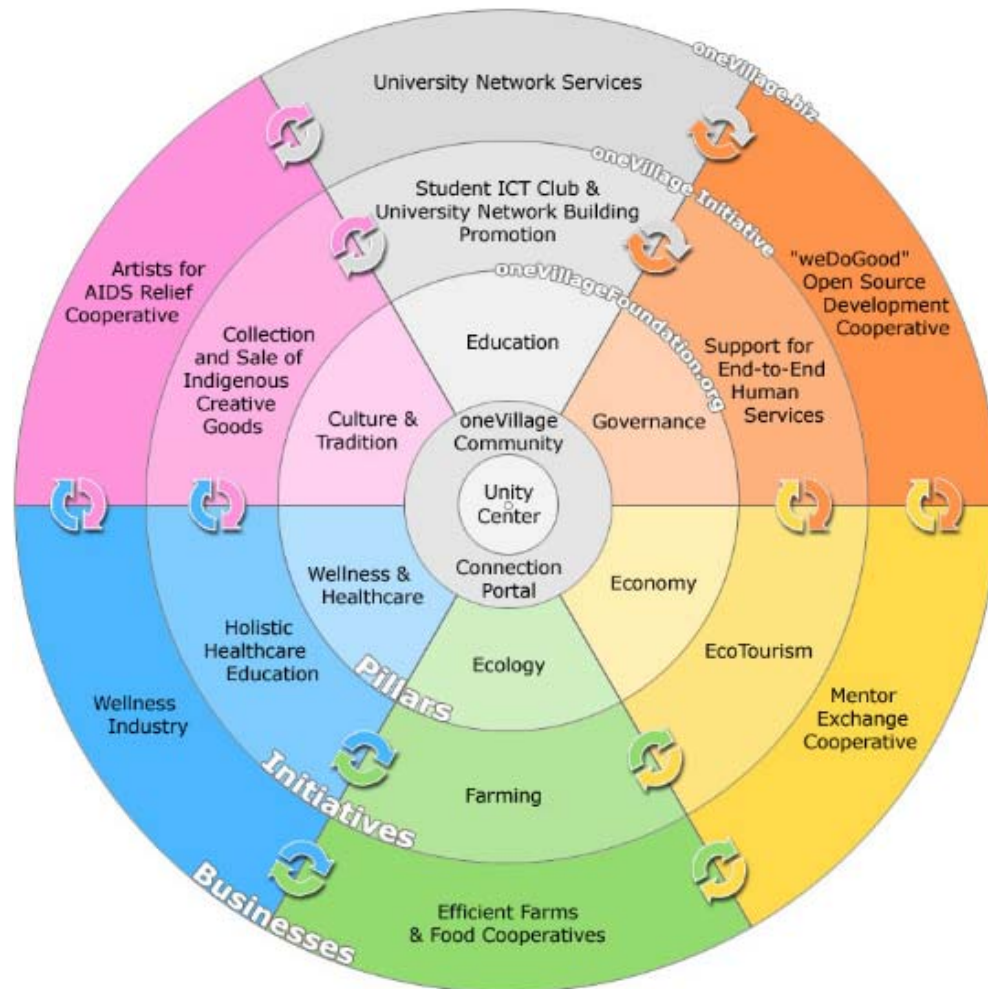 oneVillage.biz
University Network Services
oneVillage Initiative
Student ICT Club &
University Network Building
Promotion
oneVillageFoundation.org
Education
"weDoGood"
Open Source
Development
Cooperative
Support for
End-to-End
Human
Services
Governance
Artists for
AIDS Relief
Cooperative
Collection
and Sale of
Indigenous
Creative
Goods
Culture &
Tradition
oneVillage
Community
Unity
Center
Connection
Portal
Wellness &
Healthcare
Holistic
Healthcare
Education
Wellness
Industry
Economy
EcoTourism
Mentor
Exchange
Cooperative
Ecology
Pillars
Farming
Initiatives
Efficient Farms
& Food Cooperatives
Businesses